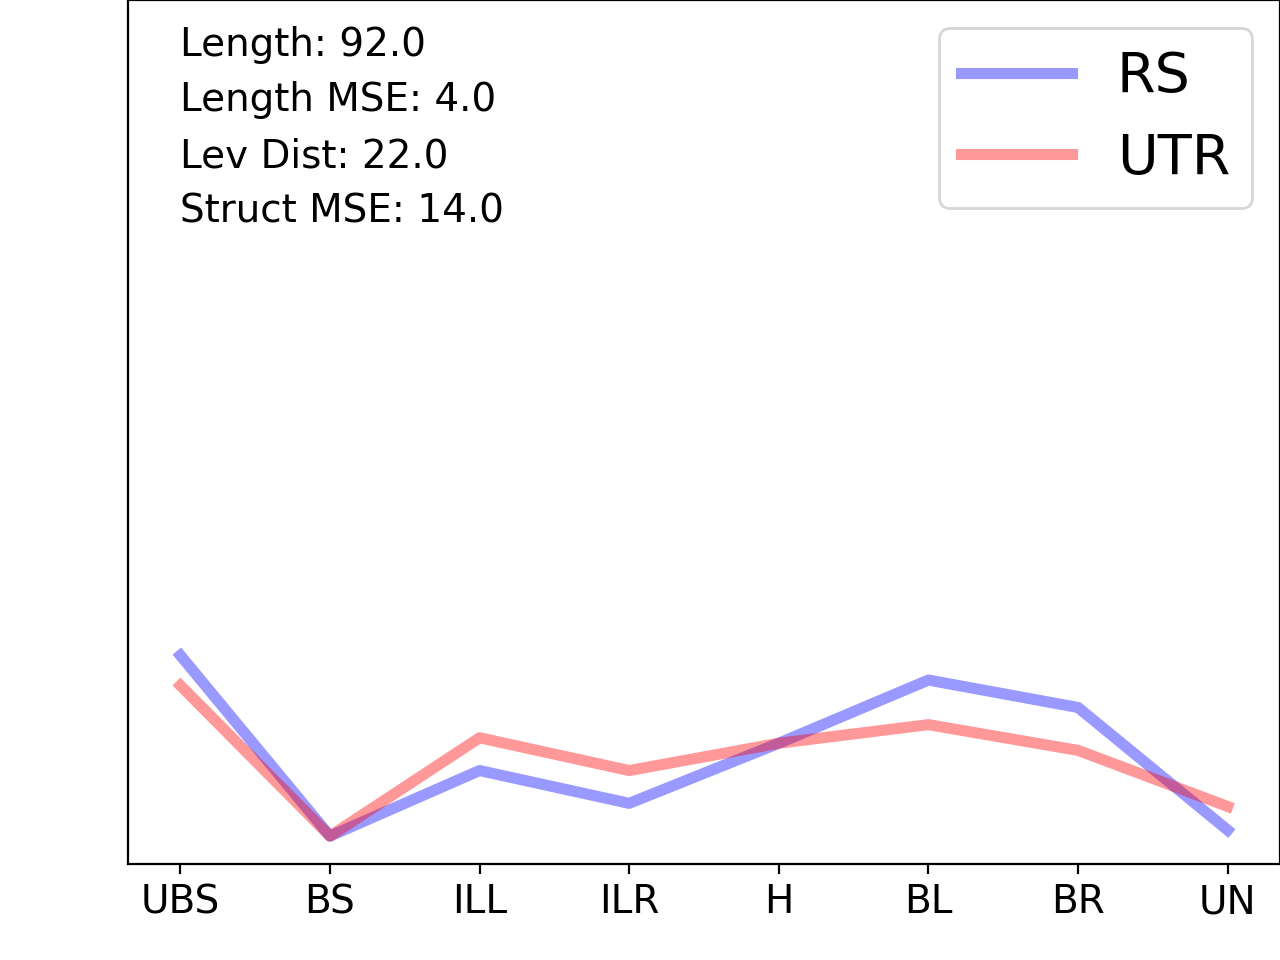 Length: 92.0
Length MSE: 4.0
Lev Dist: 22.0
Struct MSE: 14.0
RS
UTR
UBS BS ILL ILR H BL BR UN